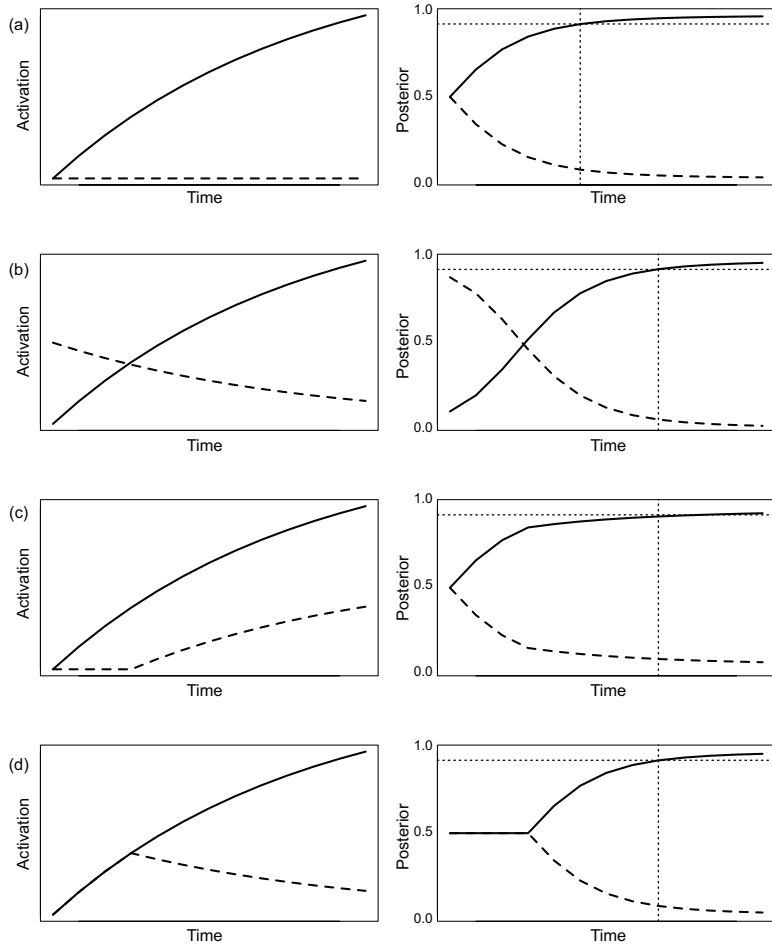 (a)
Activation
Time
Posterior
1.0
0.5
0.0
Time
(b)
Activation
Time
Posterior
1.0
0.5
0.0
Time
(c)
Activation
Time
Posterior
1.0
0.5
0.0
Time
(d)
Activation
Time
Posterior
1.0
0.5
0.0
Time